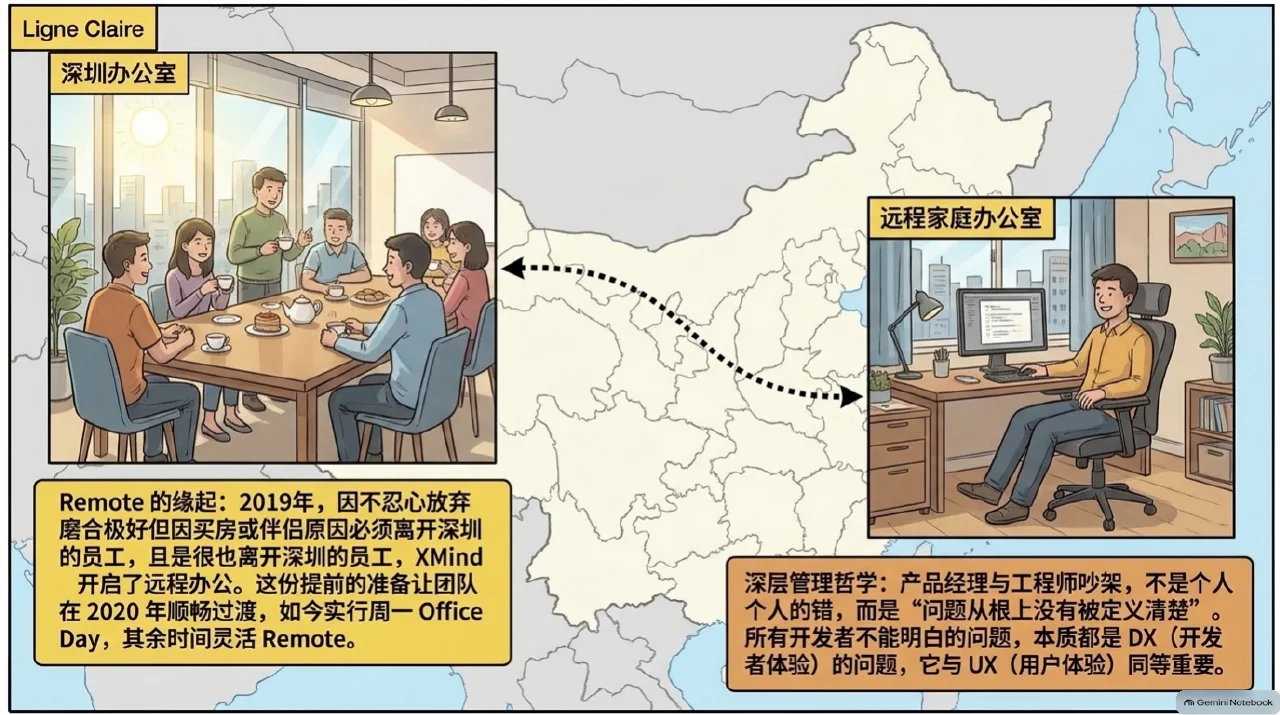 Ligne Claire
深圳办公室
远程家庭办公室
Remote 的缘起：2019年，因不忍心放弃
磨合极好但因买房或伴侣原因必须离开深圳
的员工，且是很也离开深圳的员工，XMind
开启了远程办公。这份提前的准备让团队
在 2020 年顺畅过渡，如今实行周一 Office
Day，其余时间灵活 Remote。
深层管理哲学：产品经理与工程师吵架，不是个人
个人的错，而是“问题从根上没有被定义清楚”。
所有开发者不能明白的问题，本质都是 DX（开发
者体验）的问题，它与 UX（用户体验）同等重要。
Gemini Notebook